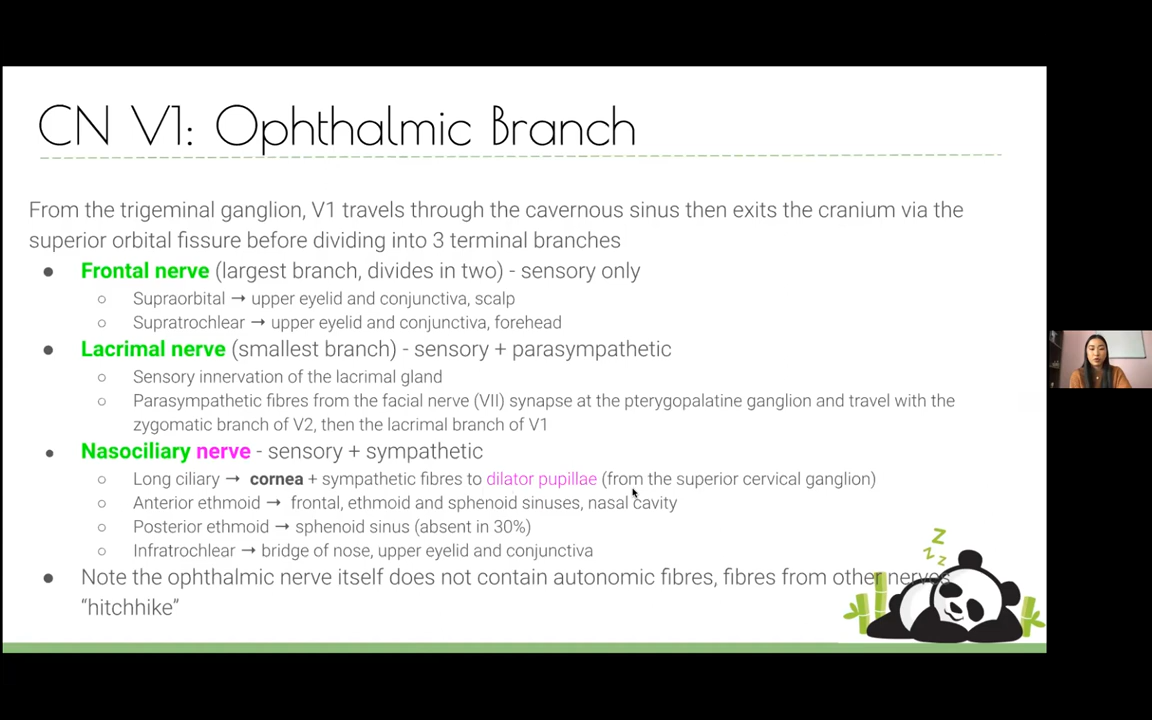 CN V1: Ophthalmic Branch
From the trigeminal ganglion, V1 travels through the cavernous sinus then exits the cranium via the
superior orbital fissure before dividing into 3 terminal branches
● Frontal nerve (largest branch, divides in two) - sensory only
○ Supraorbital → upper eyelid and conjunctiva, scalp
○ Supratrochlear → upper eyelid and conjunctiva, forehead
● Lacrimal nerve (smallest branch) - sensory + parasympathetic
○ Sensory innervation of the lacrimal gland
○ Parasympathetic fibres from the facial nerve (VII) synapse at the pterygopalatine ganglion and travel with the
zygomatic branch of V2, then the lacrimal branch of V1
● Nasociliary nerve - sensory + sympathetic
○ Long ciliary → cornea + sympathetic fibres to dilator pupillae (from the superior cervical ganglion)
○ Anterior ethmoid → frontal, ethmoid and sphenoid sinuses, nasal cavity
○ Posterior ethmoid → sphenoid sinus (absent in 30%)
○ Infratrochlear → bridge of nose, upper eyelid and conjunctiva
z
z z
● Note the ophthalmic nerve itself does not contain autonomic fibres, fibres from other nerves
“hitchhike”